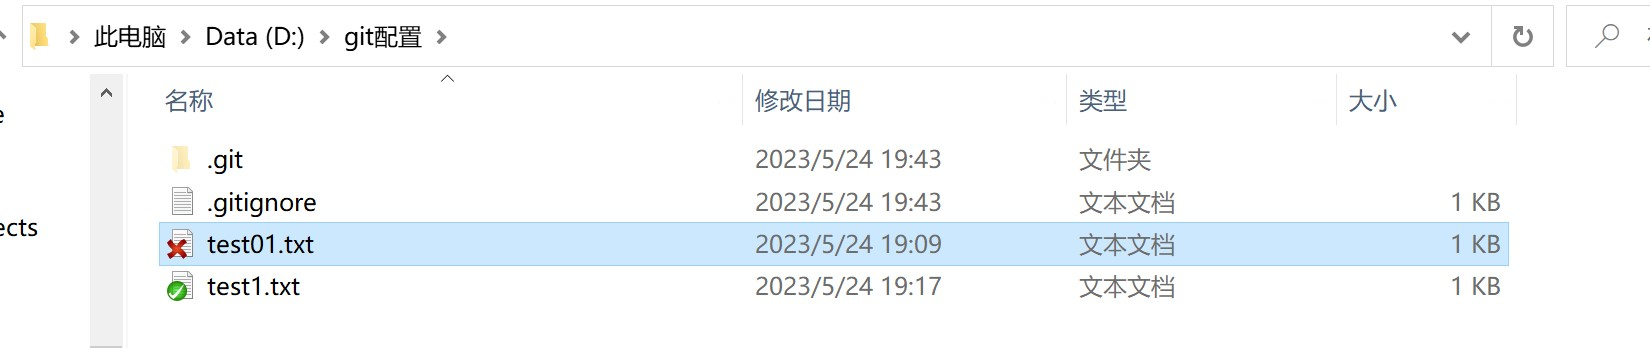 此电脑 Data (D:) git配置
名称 修改日期 类型 大小
.git 2023/5/24 19:43 文件夹
.gitignore 2023/5/24 19:43 文本文档 1 KB
test01.txt 2023/5/24 19:09 文本文档 1 KB
ects
test1.txt 2023/5/24 19:17 文本文档 1 KB